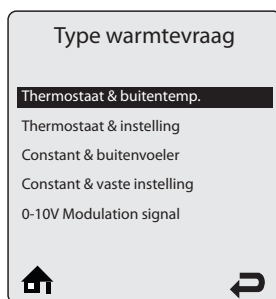 Type warmtevraag
Thermostaat & buitentemp.
Thermostaat & instelling
Constant & buitenvoeler
Constant & vaste instelling
0-10V Modulation signal